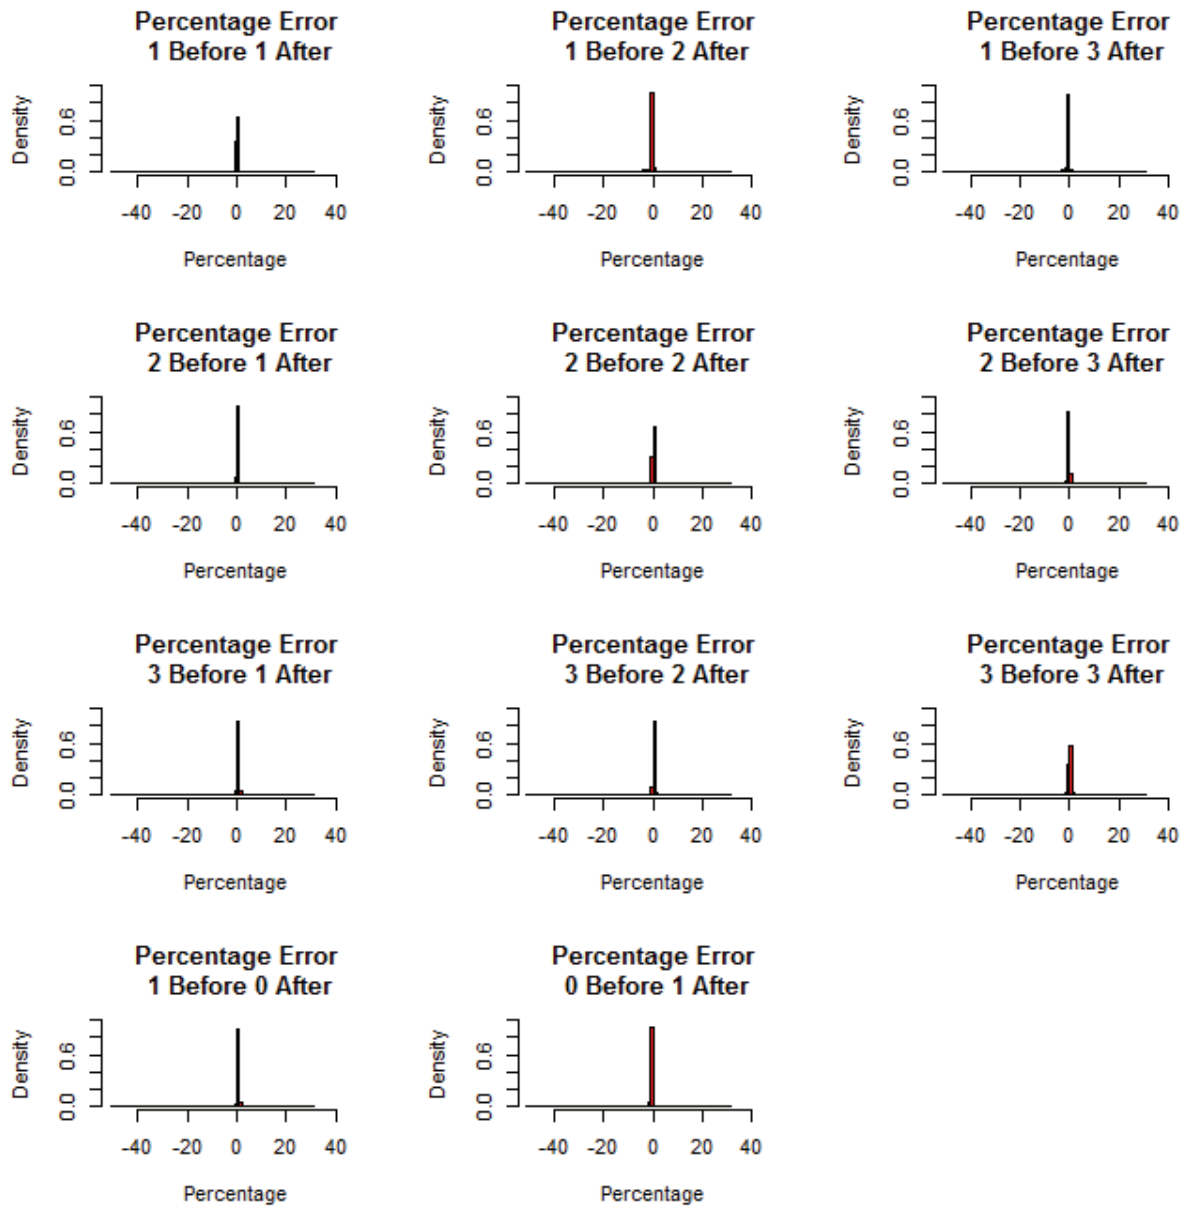 Percentage Error
1 Before 1 After
Density
0.0 0.6
-40 -20 0 20 40
Percentage
Percentage Error
1 Before 2 After
Density
0.0 0.6
-40 -20 0 20 40
Percentage
Percentage Error
1 Before 3 After
Density
0.0 0.6
-40 -20 0 20 40
Percentage
Percentage Error
2 Before 1 After
Density
0.0 0.6
-40 -20 0 20 40
Percentage
Percentage Error
2 Before 2 After
Density
0.0 0.6
-40 -20 0 20 40
Percentage
Percentage Error
2 Before 3 After
Density
0.0 0.6
-40 -20 0 20 40
Percentage
Percentage Error
3 Before 1 After
Density
0.0 0.6
-40 -20 0 20 40
Percentage
Percentage Error
3 Before 2 After
Density
0.0 0.6
-40 -20 0 20 40
Percentage
Percentage Error
3 Before 3 After
Density
0.0 0.6
-40 -20 0 20 40
Percentage
Percentage Error
1 Before 0 After
Density
0.0 0.6
-40 -20 0 20 40
Percentage
Percentage Error
0 Before 1 After
Density
0.0 0.6
-40 -20 0 20 40
Percentage